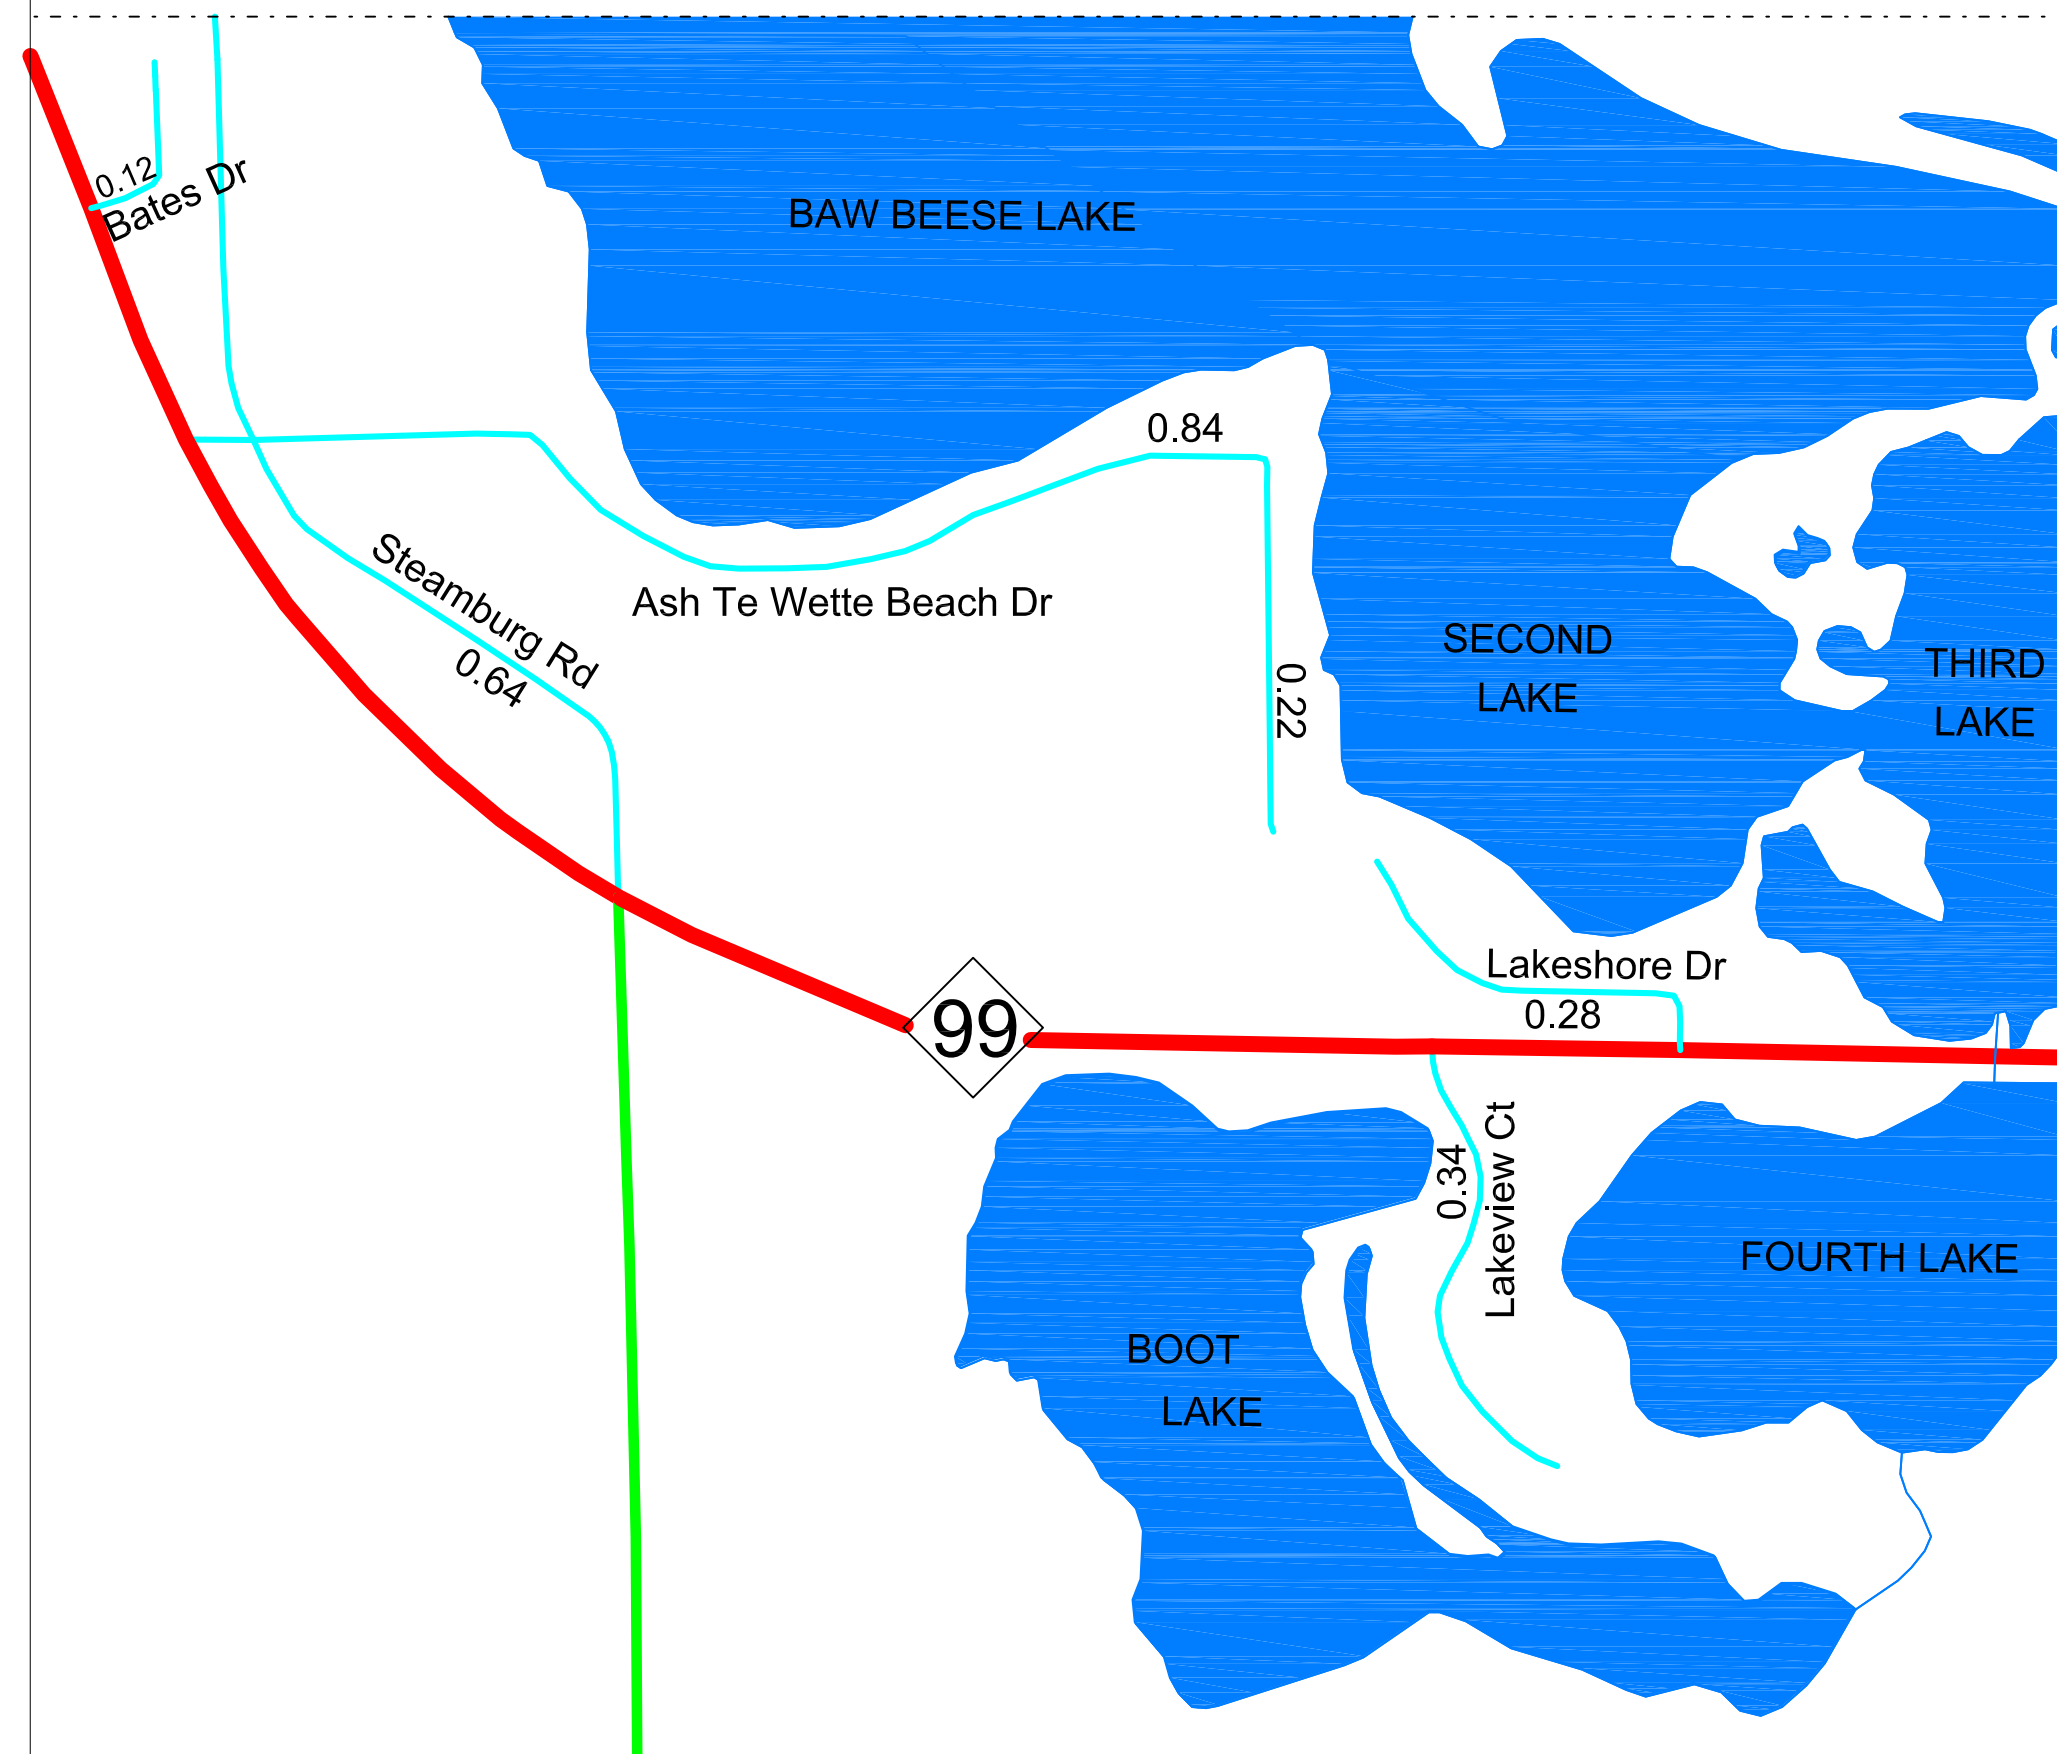 0.12
Bates Dr
BAW BEESE LAKE
0.84
Steamburg Rd
0.64
Ash Te Wette Beach Dr
0.22
SECOND
LAKE
THIRD
LAKE
Lakeshore Dr
0.28
99
0.34
Lakeview Ct
FOURTH LAKE
BOOT
LAKE